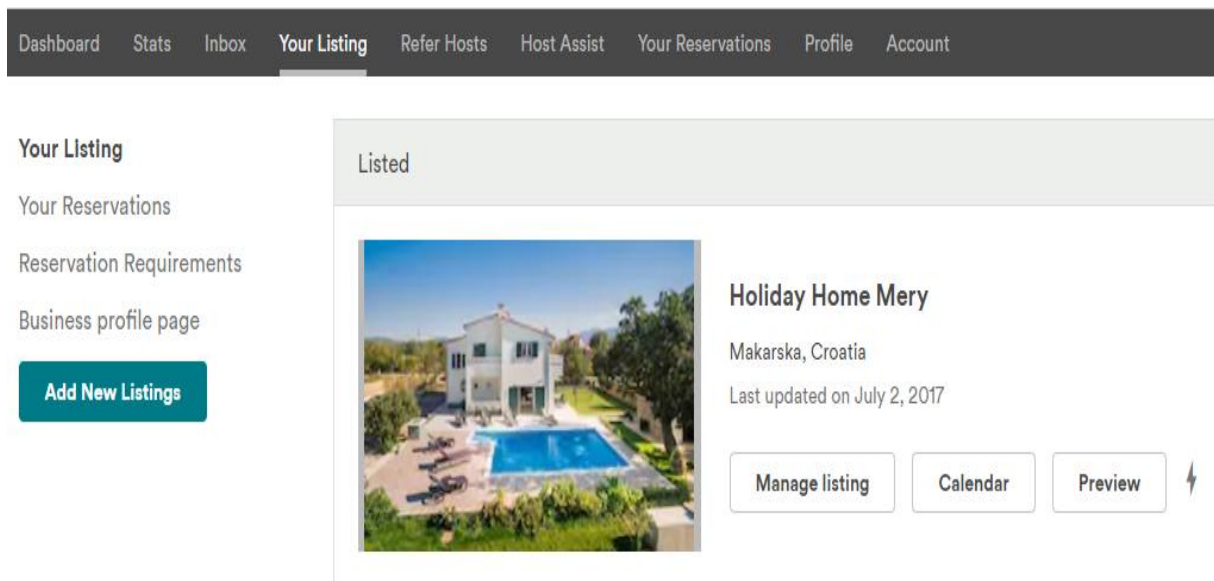 Dashboard Stats Inbox Your Listing Refer Hosts Host Assist Your Reservations Profile Account
Your Listing
Your Reservations
Reservation Requirements
Business profile page
Add New Listings
Listed
Holiday Home Mery
Makarska, Croatia
Last updated on July 2, 2017
Manage listing Calendar Preview